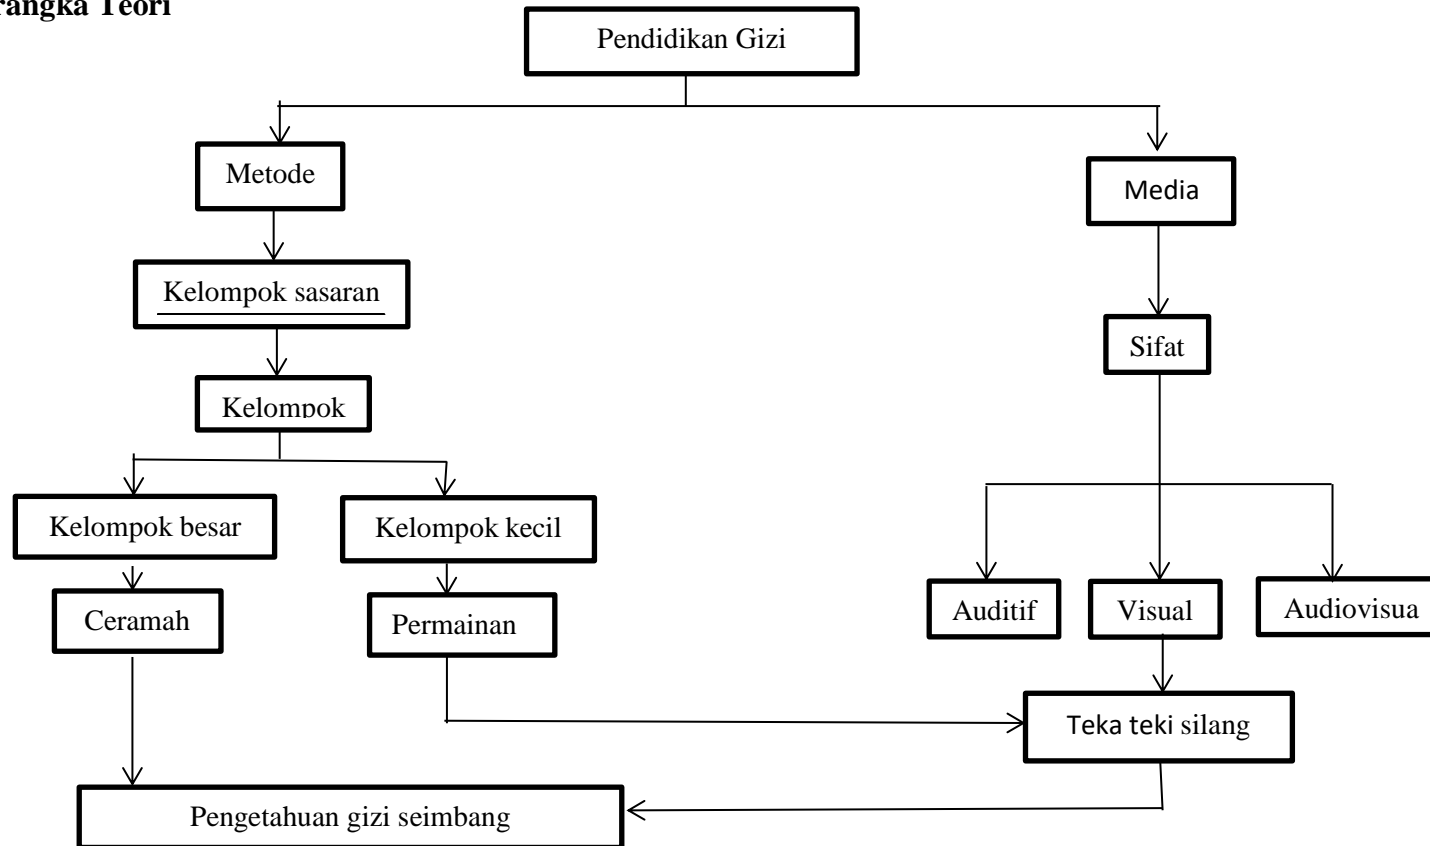 rangka Teori
Pendidikan Gizi
Metode
Media
Kelompok sasaran
Sifat
Kelompok
Kelompok besar
Kelompok kecil
Auditif
Visual
Audiovisua
Ceramah
Permainan
Teka teki silang
Pengetahuan gizi seimbang